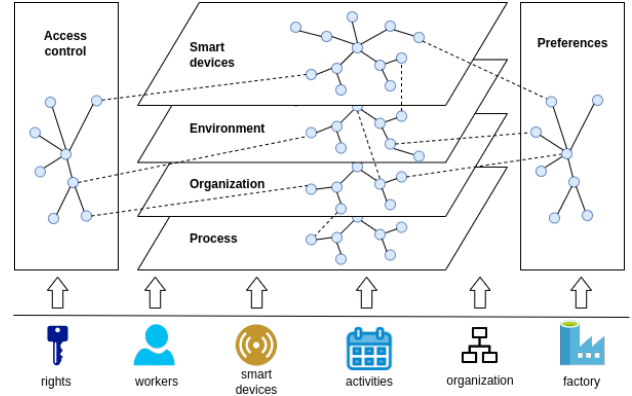 Access
control
Smart
devices
Preferences
Environment
Organization
Process
rights
workers
smart
devices
activities
organization
factory